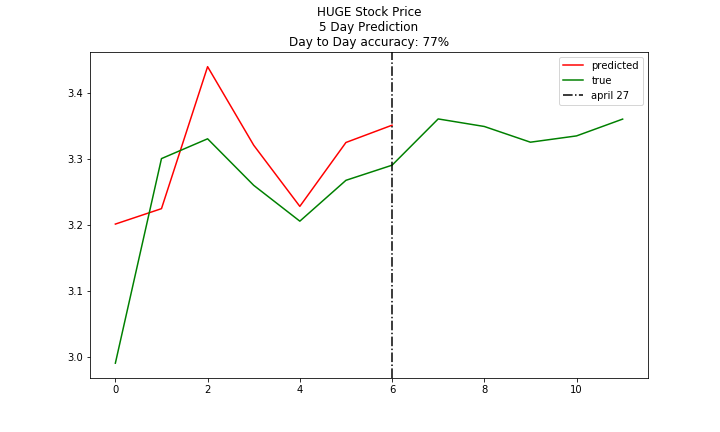 HUGE Stock Price
5 Day Prediction
Day to Day accuracy: 77%
predicted
true
april 27
3.4
3.3
3.2
3.1
3.0
0 2 4 6 8 10